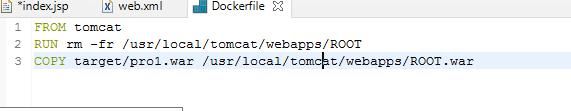 *index.jsp web.xml Dockerfile
1 FROM tomcat
2 RUN rm -fr /usr/local/tomcat/webapps/ROOT
3 COPY target/pro1.war /usr/local/tomcat/webapps/ROOT.war